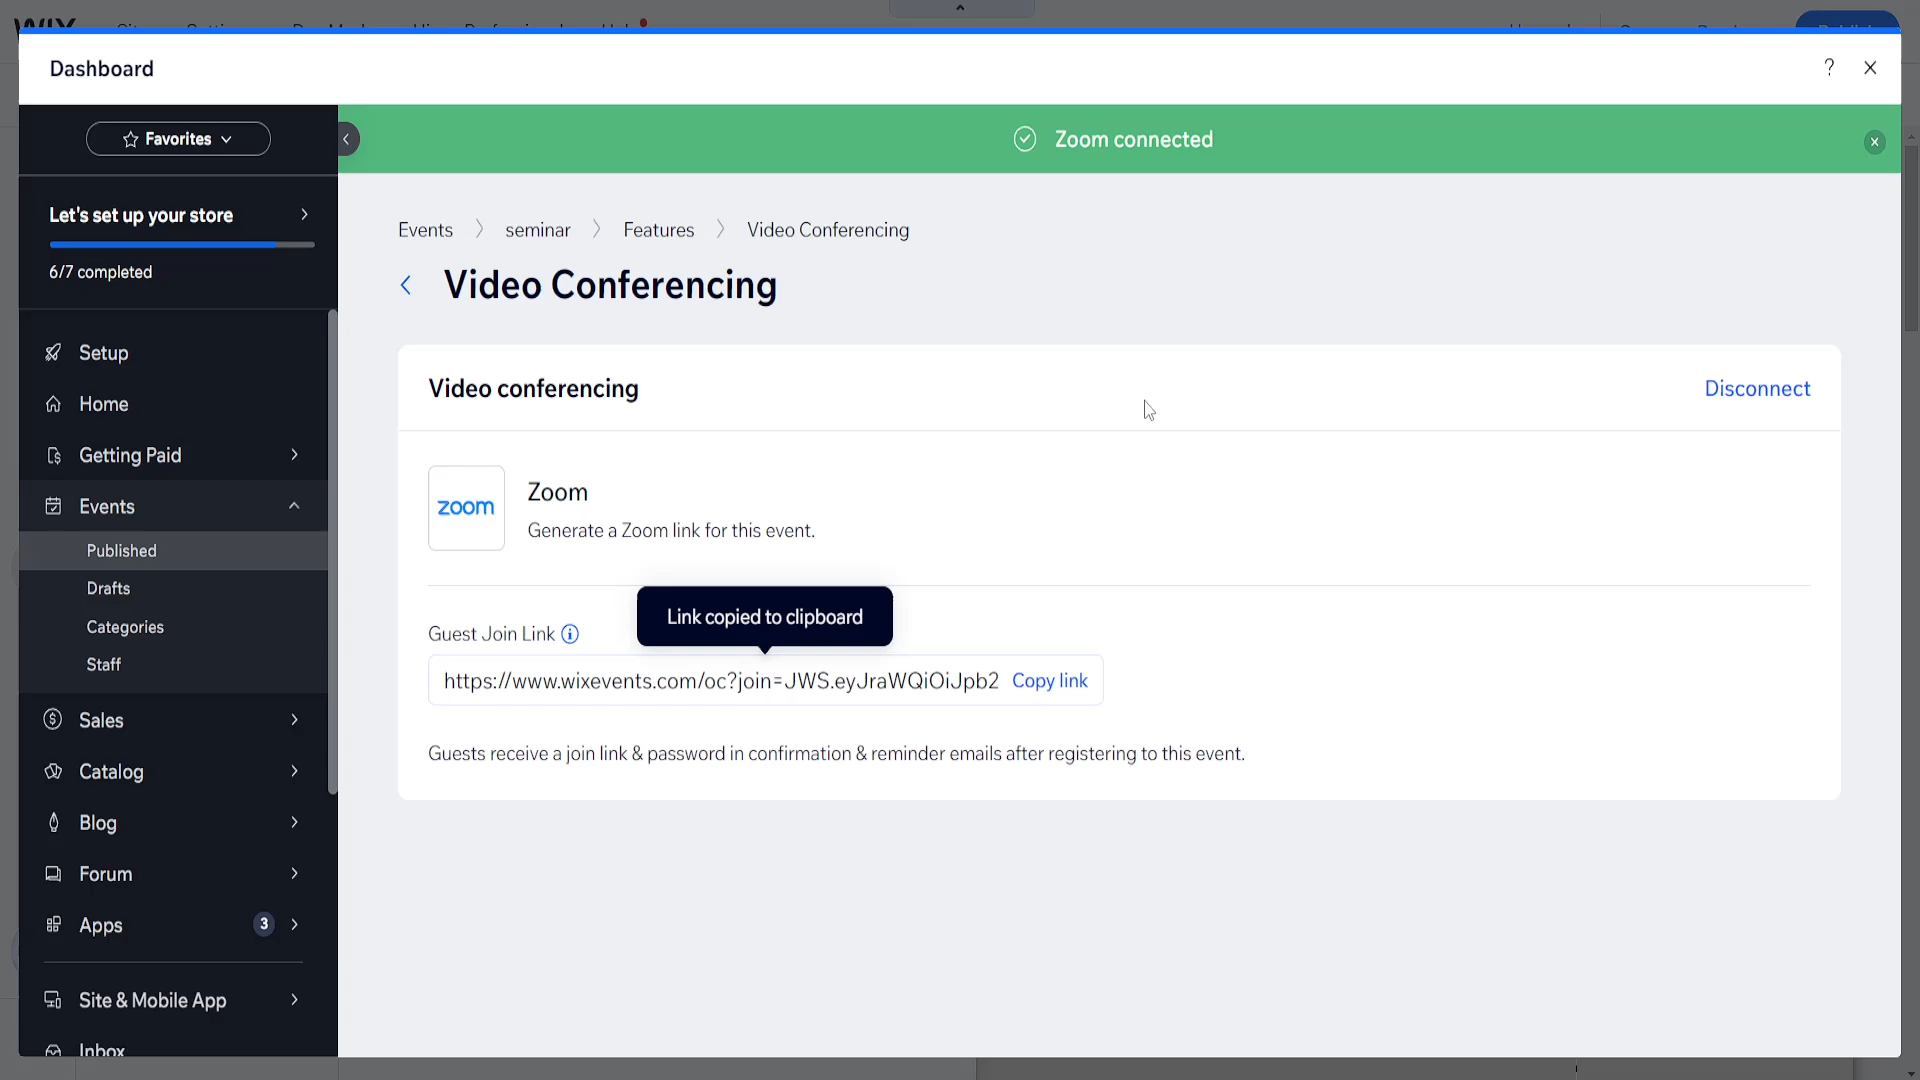 WIX
Dashboard
?
Favorites
Zoom connected
Let's set up your store
6/7 completed
Events
seminar
Features
Video Conferencing
Video Conferencing
Setup
Home
Getting Paid
Events
Published
Drafts
Categories
Staff
Sales
Catalog
Blog
Forum
Apps 3
Site & Mobile App
Inbox
Video conferencing
Disconnect
zoom
Zoom
Generate a Zoom link for this event.
Link copied to clipboard
Guest Join Link
https://www.wixevents.com/oc?join=JWS.eyJraWQiOiJpb2 Copy link
Guests receive a join link & password in confirmation & reminder emails after registering to this event.